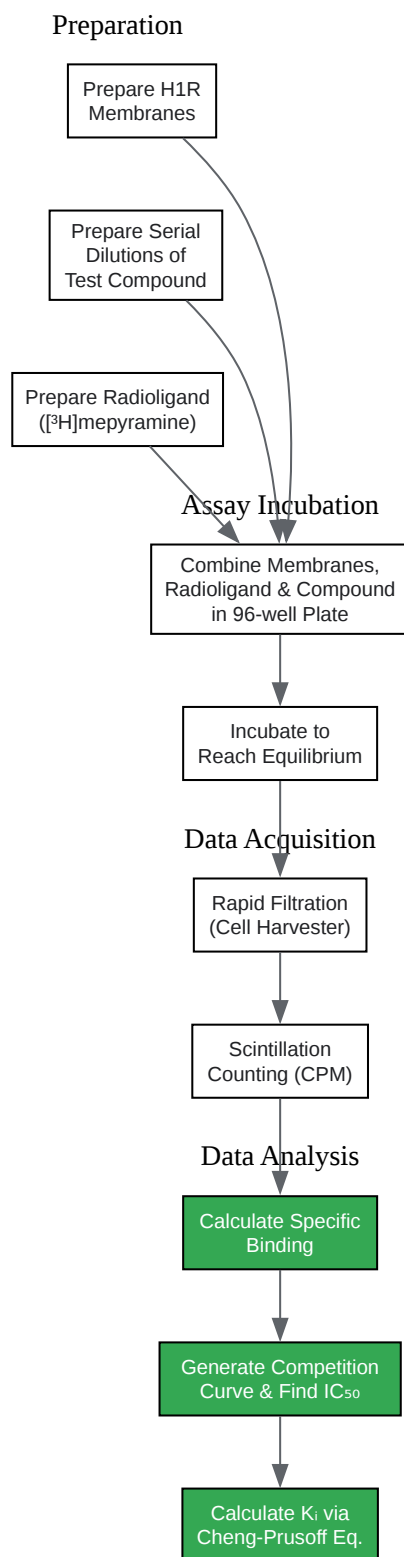 Preparation
Prepare H1R
Membranes
Prepare Serial
Dilutions of
Test Compound
Prepare Radioligand
([³H]mepyramine)
Assay Incubation
Combine Membranes,
Radioligand & Compound
in 96-well Plate
Incubate to
Reach Equilibrium
Data Acquisition
Rapid Filtration
(Cell Harvester)
Scintillation
Counting (CPM)
Data Analysis
Calculate Specific
Binding
Generate Competition
Curve & Find IC₅₀
Calculate Kᵢ via
Cheng-Prusoff Eq.